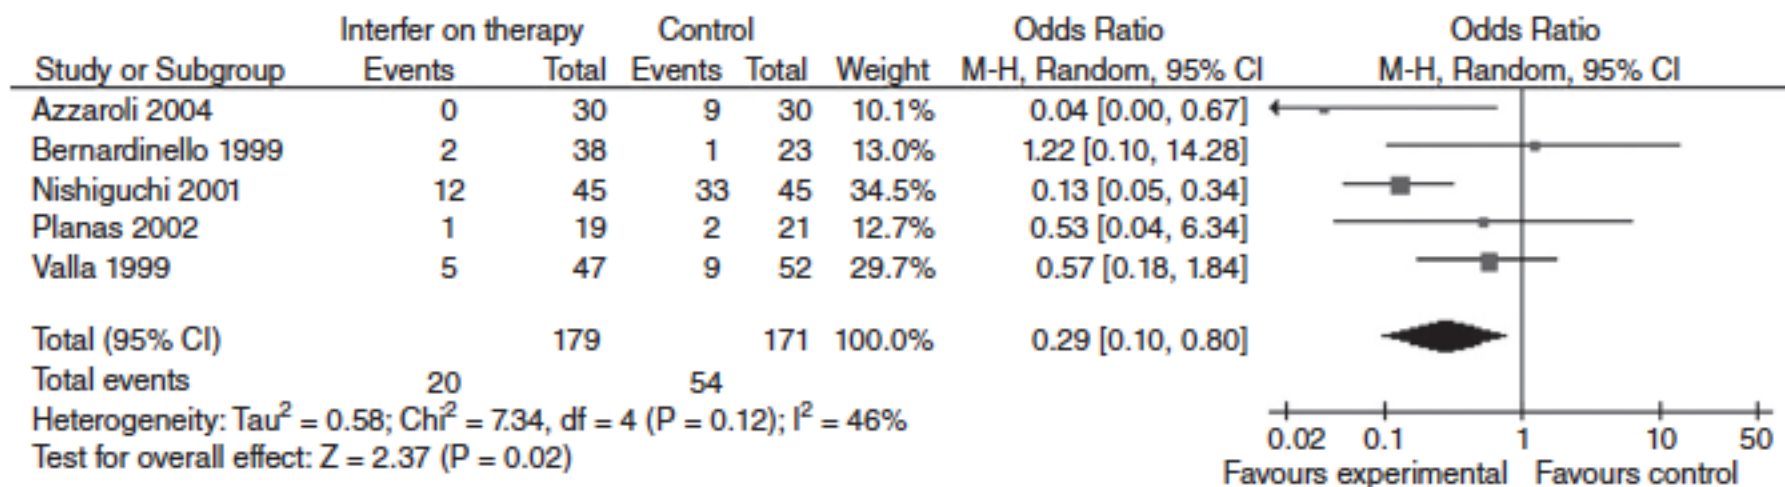 Interfer on therapy Control Odds Ratio Odds Ratio
Study or Subgroup Events Total Events Total Weight M-H, Random, 95% CI M-H, Random, 95% CI
Azzaroli 2004 0 30 9 30 10.1% 0.04 [0.00, 0.67]
Bernardinello 1999 2 38 1 23 13.0% 1.22 [0.10, 14.28]
Nishiguchi 2001 12 45 33 45 34.5% 0.13 [0.05, 0.34]
Planas 2002 1 19 2 21 12.7% 0.53 [0.04, 6.34]
Valla 1999 5 47 9 52 29.7% 0.57 [0.18, 1.84]
Total (95% CI) 179 171 100.0% 0.29 [0.10, 0.80]
Total events 20 54
Heterogeneity: Tau² = 0.58; Chi² = 7.34, df = 4 (P = 0.12); I² = 46%
Test for overall effect: Z = 2.37 (P = 0.02)
0.02 0.1 1 10 50
Favours experimental Favours control